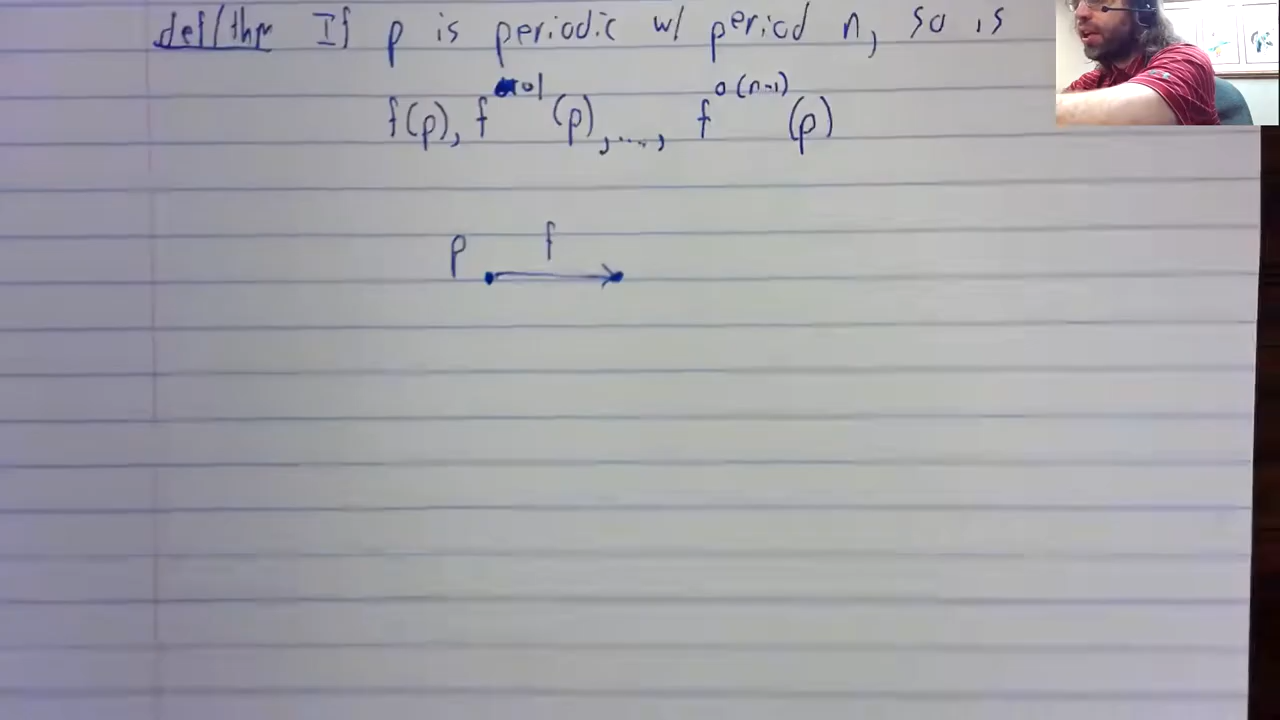 def/thm If p is periodic w/ period n, so is
f(p), f^{∘1}(p),..., f^{∘(n-1)}(p)
p f